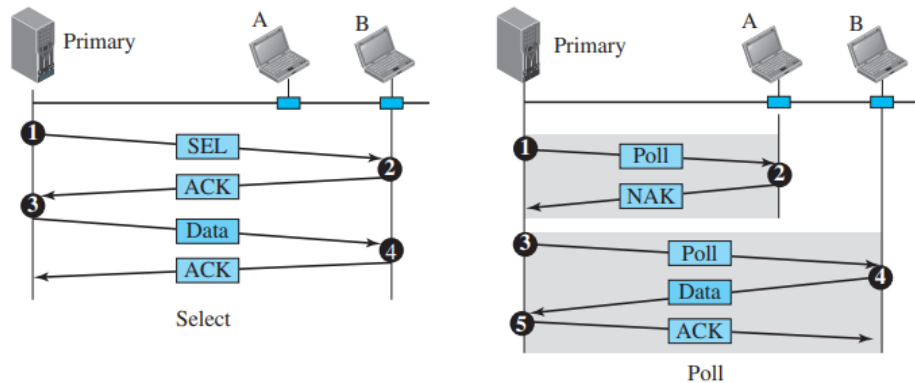 A
B
Primary
1
SEL
2
ACK
3
Data
4
ACK
Select
A
B
Primary
1
Poll
2
NAK
3
Poll
4
Data
5
ACK
Poll